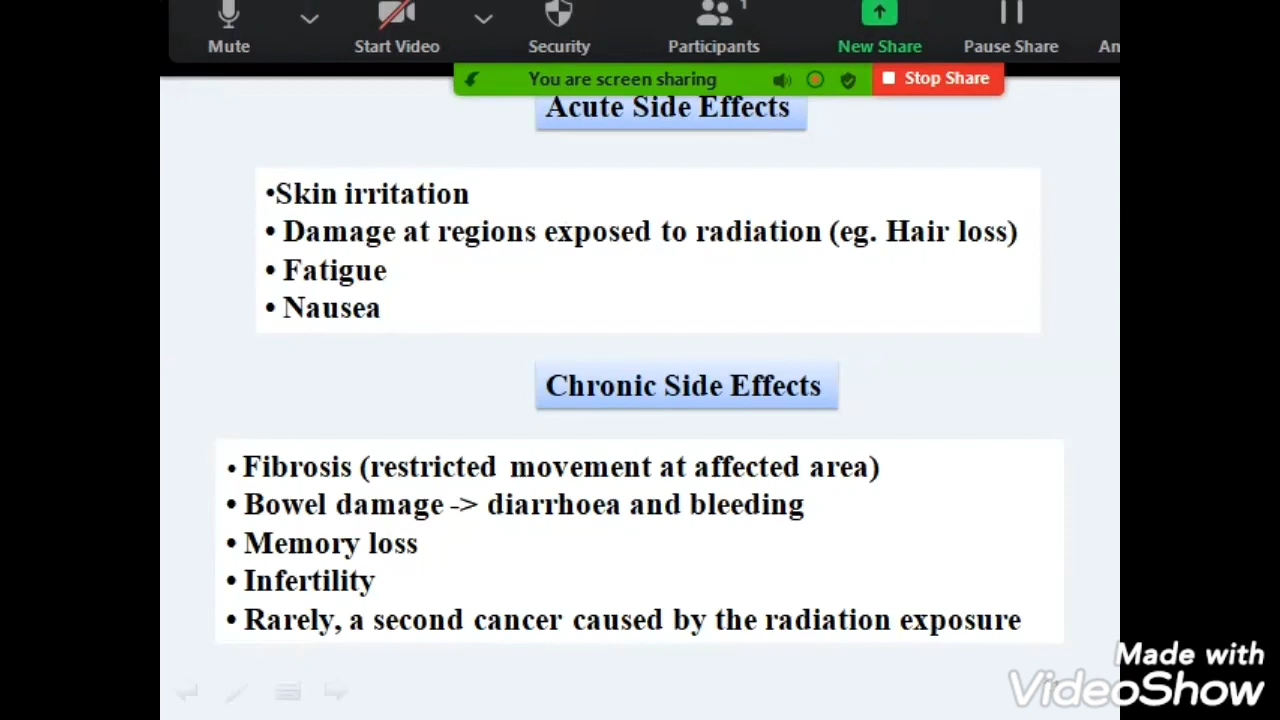 Mute
Start Video
Security
Participants
1
New Share
Pause Share
An
You are screen sharing
Stop Share
Acute Side Effects
•Skin irritation
• Damage at regions exposed to radiation (eg. Hair loss)
• Fatigue
• Nausea
Chronic Side Effects
• Fibrosis (restricted movement at affected area)
• Bowel damage -> diarrhoea and bleeding
• Memory loss
• Infertility
• Rarely, a second cancer caused by the radiation exposure
Made with
VideoShow